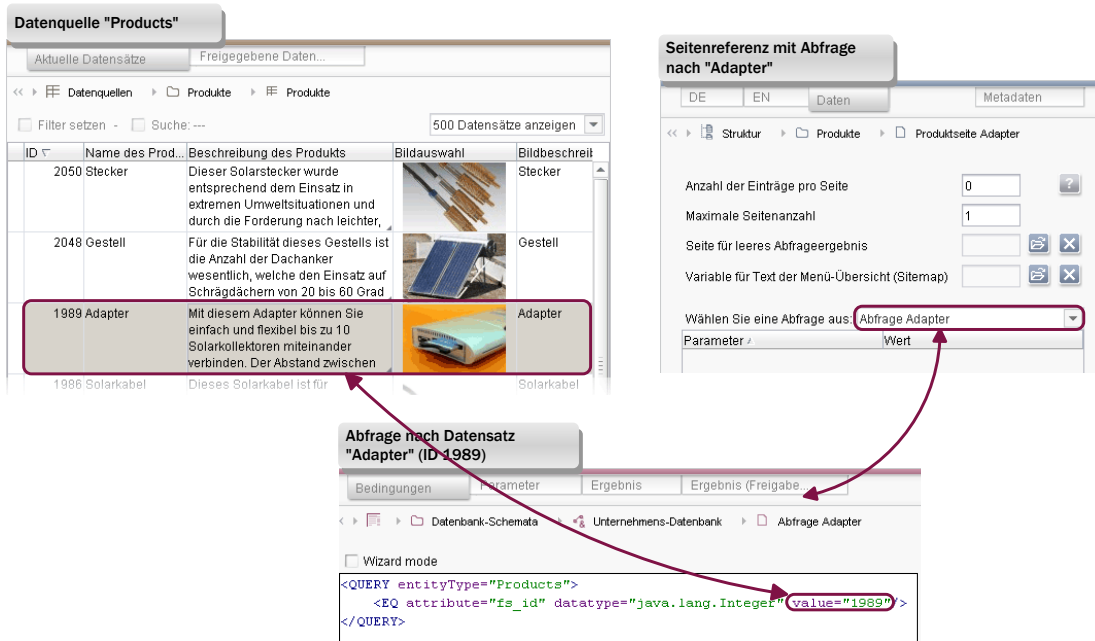 Datenquelle "Products"
Aktuelle Datensätze
Freigegebene Daten...
Datenquellen
Produkte
Produkte
Filter setzen -
Suche: ---
500 Datensätze anzeigen
ID
Name des Prod...
Beschreibung des Produkts
Bildauswahl
Bildbeschreib
2050
Stecker
Dieser Solarstecker wurde
entsprechend dem Einsatz in
extremen Umweltsituationen und
durch die Forderung nach leichter,
Stecker
2048
Gestell
Für die Stabilität dieses Gestells ist
die Anzahl der Dachanker
wesentlich, welche den Einsatz auf
Schrägdächern von 20 bis 60 Grad
Gestell
1989
Adapter
Mit diesem Adapter können Sie
einfach und flexibel bis zu 10
Solarkollektoren miteinander
verbinden. Der Abstand zwischen
Adapter
1986
Solarkabel
Dieses Solarkabel ist für
Solarkabel
Seitenreferenz mit Abfrage
nach "Adapter"
DE
EN
Daten
Metadaten
Struktur
Produkte
Produktseite Adapter
Anzahl der Einträge pro Seite
0
?
Maximale Seitenanzahl
1
Seite für leeres Abfrageergebnis
Variable für Text der Menü-Übersicht (Sitemap)
Wählen Sie eine Abfrage aus:
Abfrage Adapter
Parameter
Wert
Abfrage nach Datensatz
"Adapter" (ID 1989)
Bedingungen
Parameter
Ergebnis
Ergebnis (Freigabe...
Datenbank-Schemata
Unternehmens-Datenbank
Abfrage Adapter
Wizard mode
<QUERY entityType="Products">
<EQ attribute="fs_id" datatype="java.lang.Integer" value="1989"/>
</QUERY>